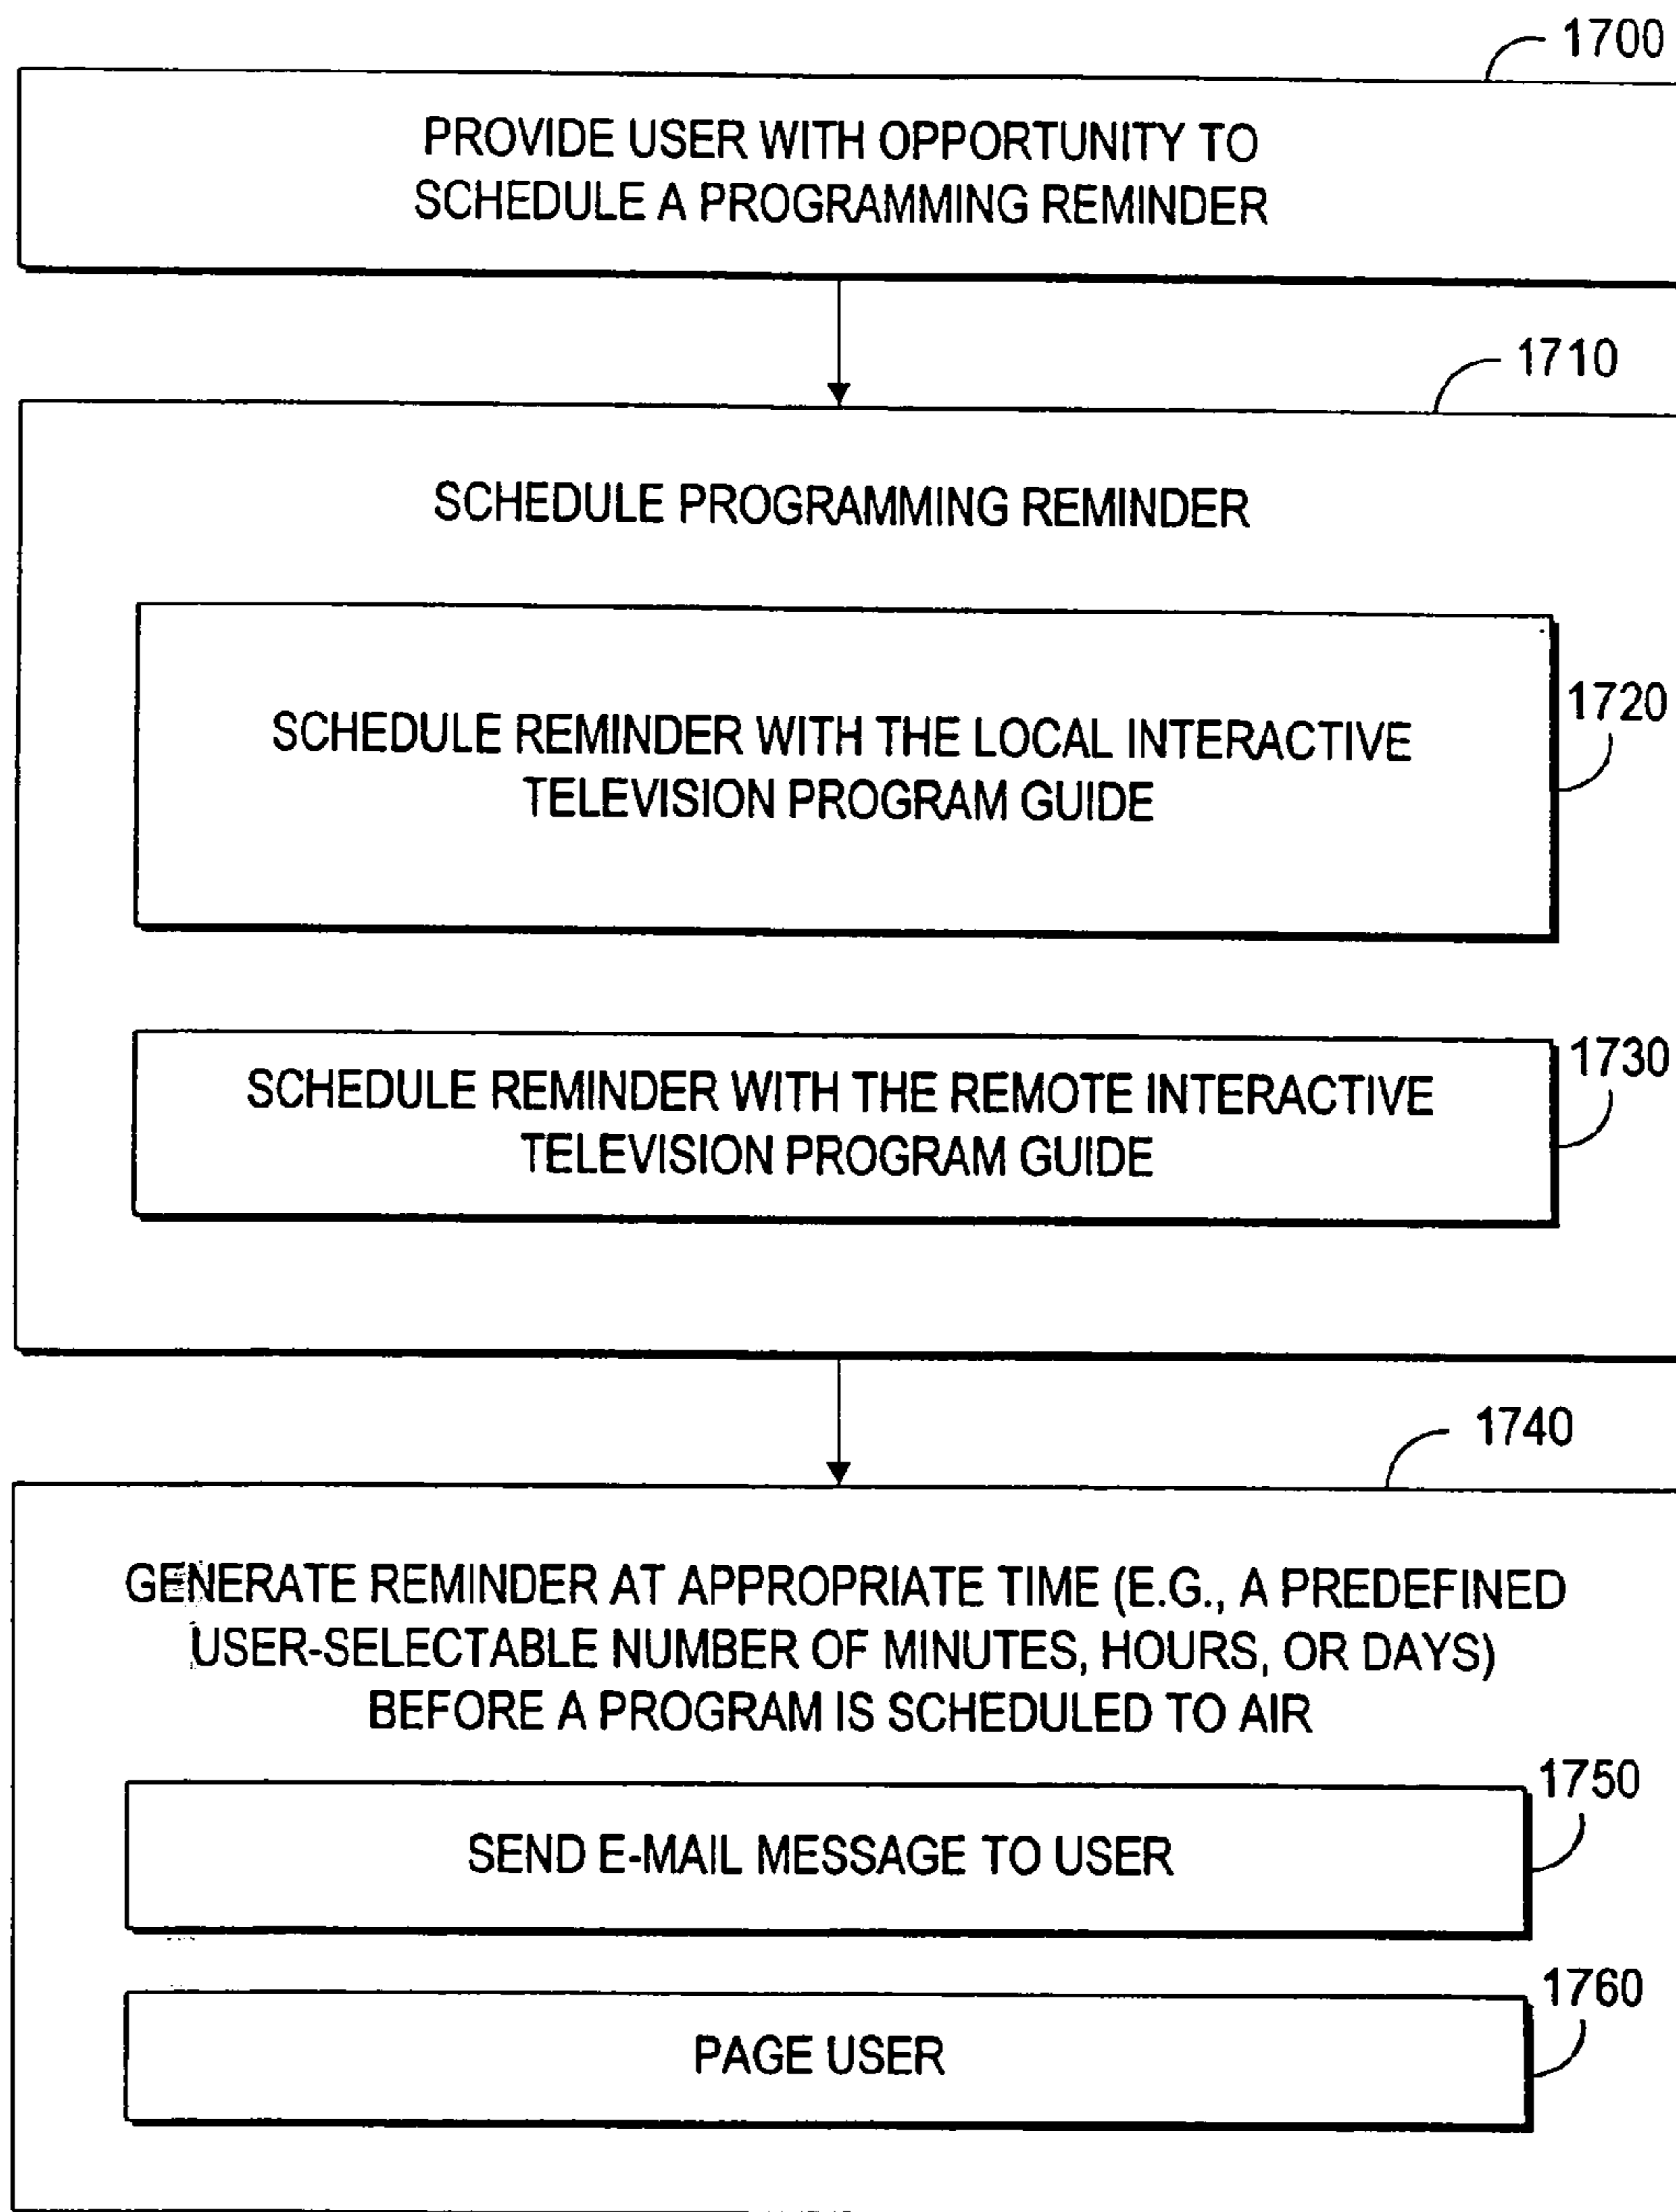 1700
PROVIDE USER WITH OPPORTUNITY TO
SCHEDULE A PROGRAMMING REMINDER
1710
SCHEDULE PROGRAMMING REMINDER
1720
SCHEDULE REMINDER WITH THE LOCAL INTERACTIVE
TELEVISION PROGRAM GUIDE
1730
SCHEDULE REMINDER WITH THE REMOTE INTERACTIVE
TELEVISION PROGRAM GUIDE
1740
GENERATE REMINDER AT APPROPRIATE TIME (E.G., A PREDEFINED
USER-SELECTABLE NUMBER OF MINUTES, HOURS, OR DAYS)
BEFORE A PROGRAM IS SCHEDULED TO AIR
1750
SEND E-MAIL MESSAGE TO USER
1760
PAGE USER